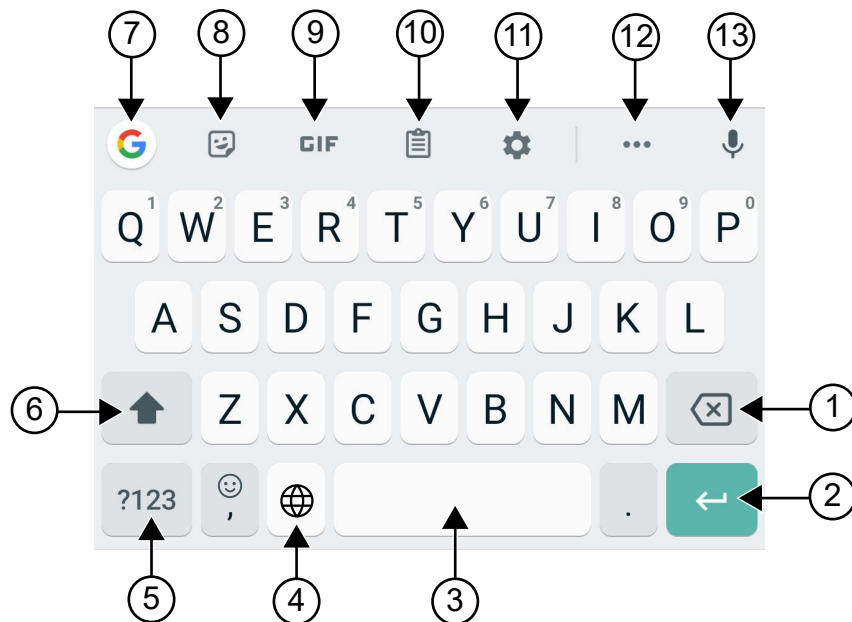 7 8 9 10 11 12 13
G GIF
Q 1 W 2 E 3 R 4 T 5 Y 6 U 7 I 8 O 9 P 0
A S D F G H J K L
6 Z X C V B N M 1
?123 , . 2
5 4 3